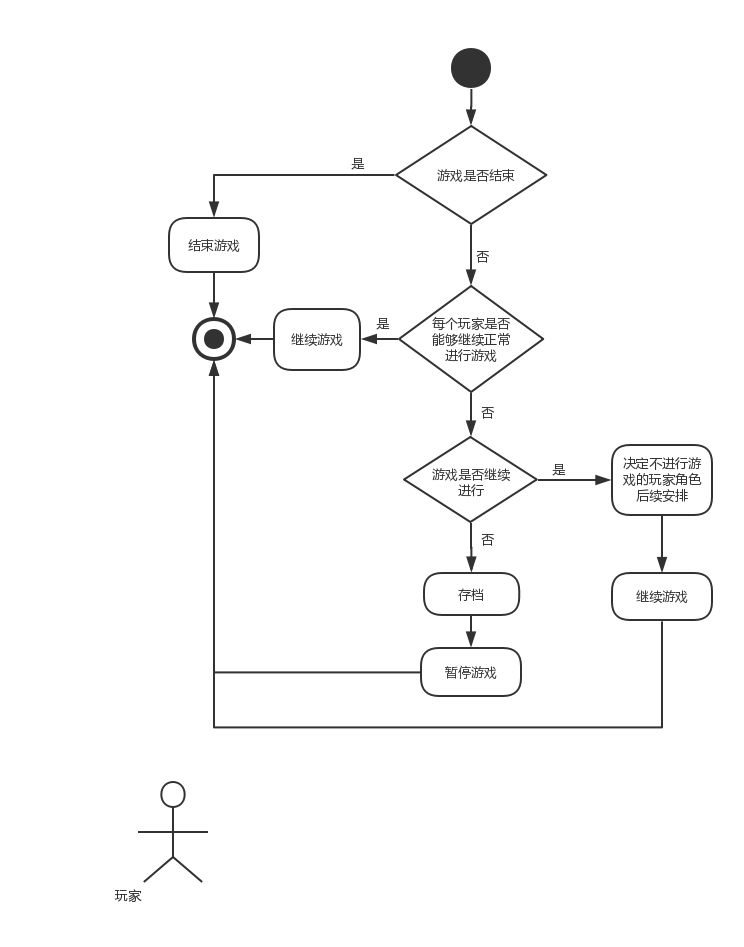 是
游戏是否结束
结束游戏
否
每个玩家是否
能够继续正常
进行游戏
是
继续游戏
否
游戏是否继续
进行
是
决定不进行游
戏的玩家角色
后续安排
否
存档
继续游戏
暂停游戏
玩家